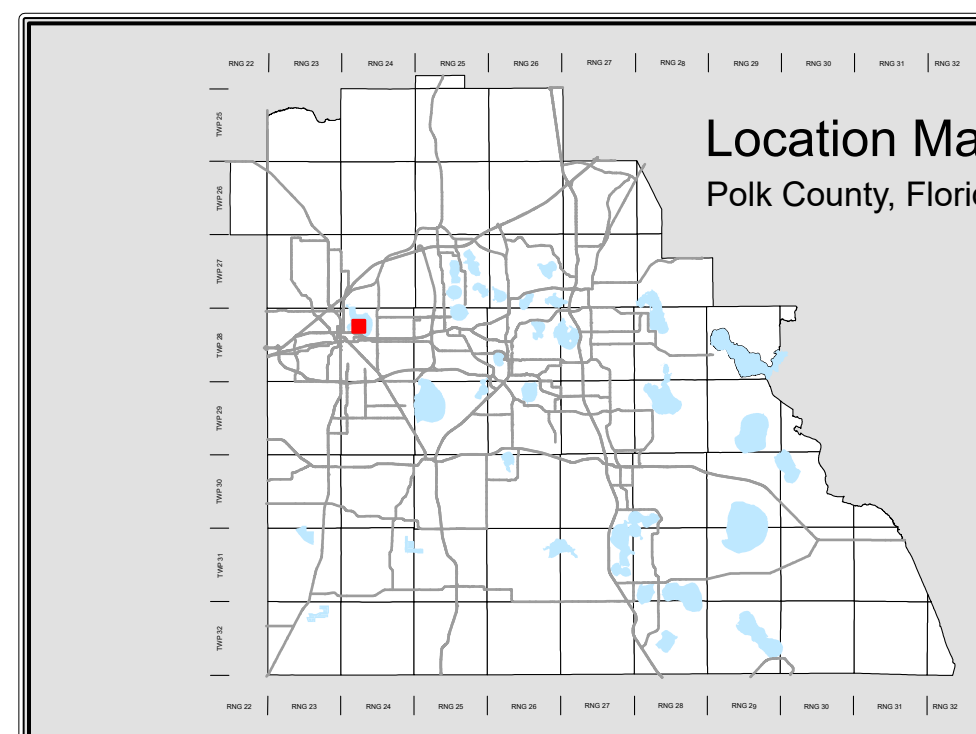 RNG 22 RNG 23 RNG 24 RNG 25 RNG 26 RNG 27 RNG 28 RNG 29 RNG 30 RNG 31 RNG 32
Location Ma
Polk County, Flori
TWP 25
TWP 26
TWP 27
TWP 28
TWP 29
TWP 30
TWP 31
TWP 32
RNG 22 RNG 23 RNG 24 RNG 25 RNG 26 RNG 27 RNG 28 RNG 29 RNG 30 RNG 31 RNG 32